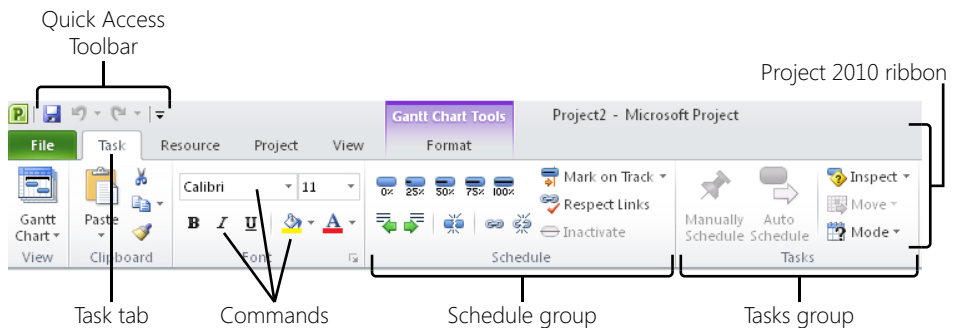 Quick Access
Toolbar
Project 2010 ribbon
P
Gantt Chart Tools
Project2 - Microsoft Project
File Task Resource Project View Format
Calibri 11
0% 25% 50% 75% 100%
Mark on Track
Inspect
Respect Links
Move
Gantt
Chart
Paste
B I U A
Inactivate
Manually
Schedule
Auto
Schedule
Mode
View Clipboard Font Schedule Tasks
Task tab Commands Schedule group Tasks group